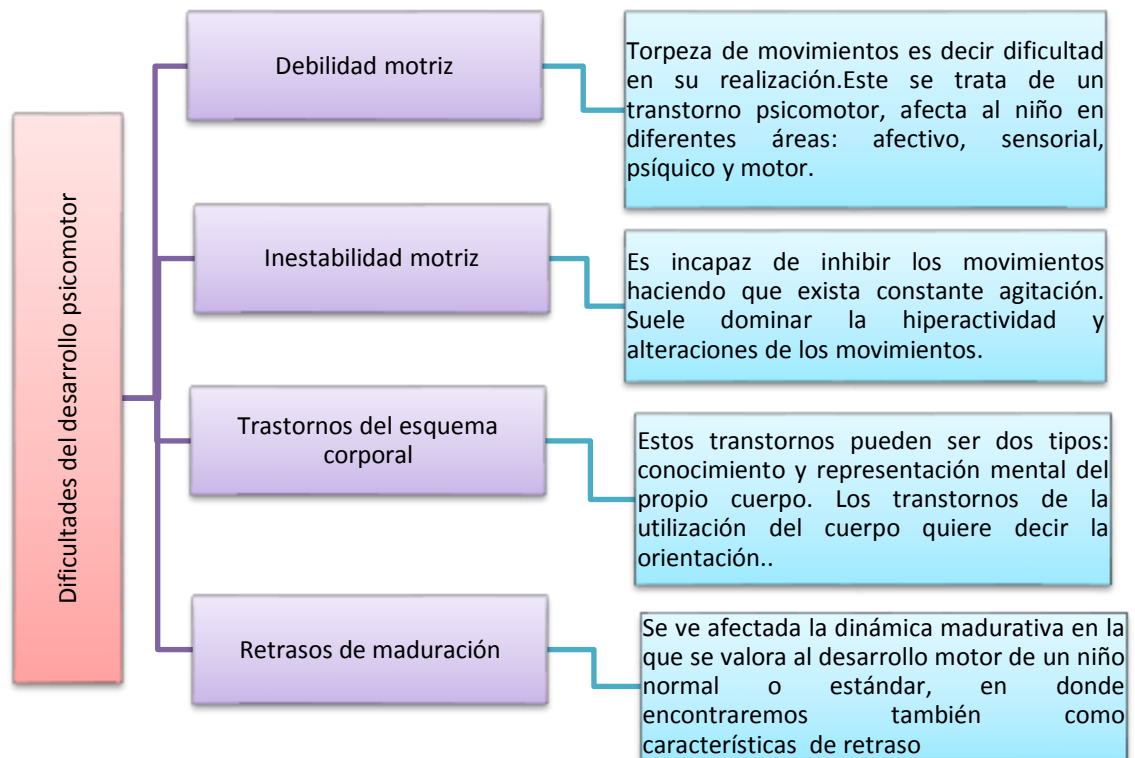 Dificultades del desarrollo psicomotor
Debilidad motriz
Torpeza de movimientos es decir dificultad
en su realización.Este se trata de un
transtorno psicomotor, afecta al niño en
diferentes áreas: afectivo, sensorial,
psíquico y motor.
Inestabilidad motriz
Es incapaz de inhibir los movimientos
haciendo que exista constante agitación.
Suele dominar la hiperactividad y
alteraciones de los movimientos.
Trastornos del esquema
corporal
Estos transtornos pueden ser dos tipos:
conocimiento y representación mental del
propio cuerpo. Los transtornos de la
utilización del cuerpo quiere decir la
orientación..
Retrasos de maduración
Se ve afectada la dinámica madurativa en la
que se valora al desarrollo motor de un niño
normal o estándar, en donde
encontraremos también como
características de retraso